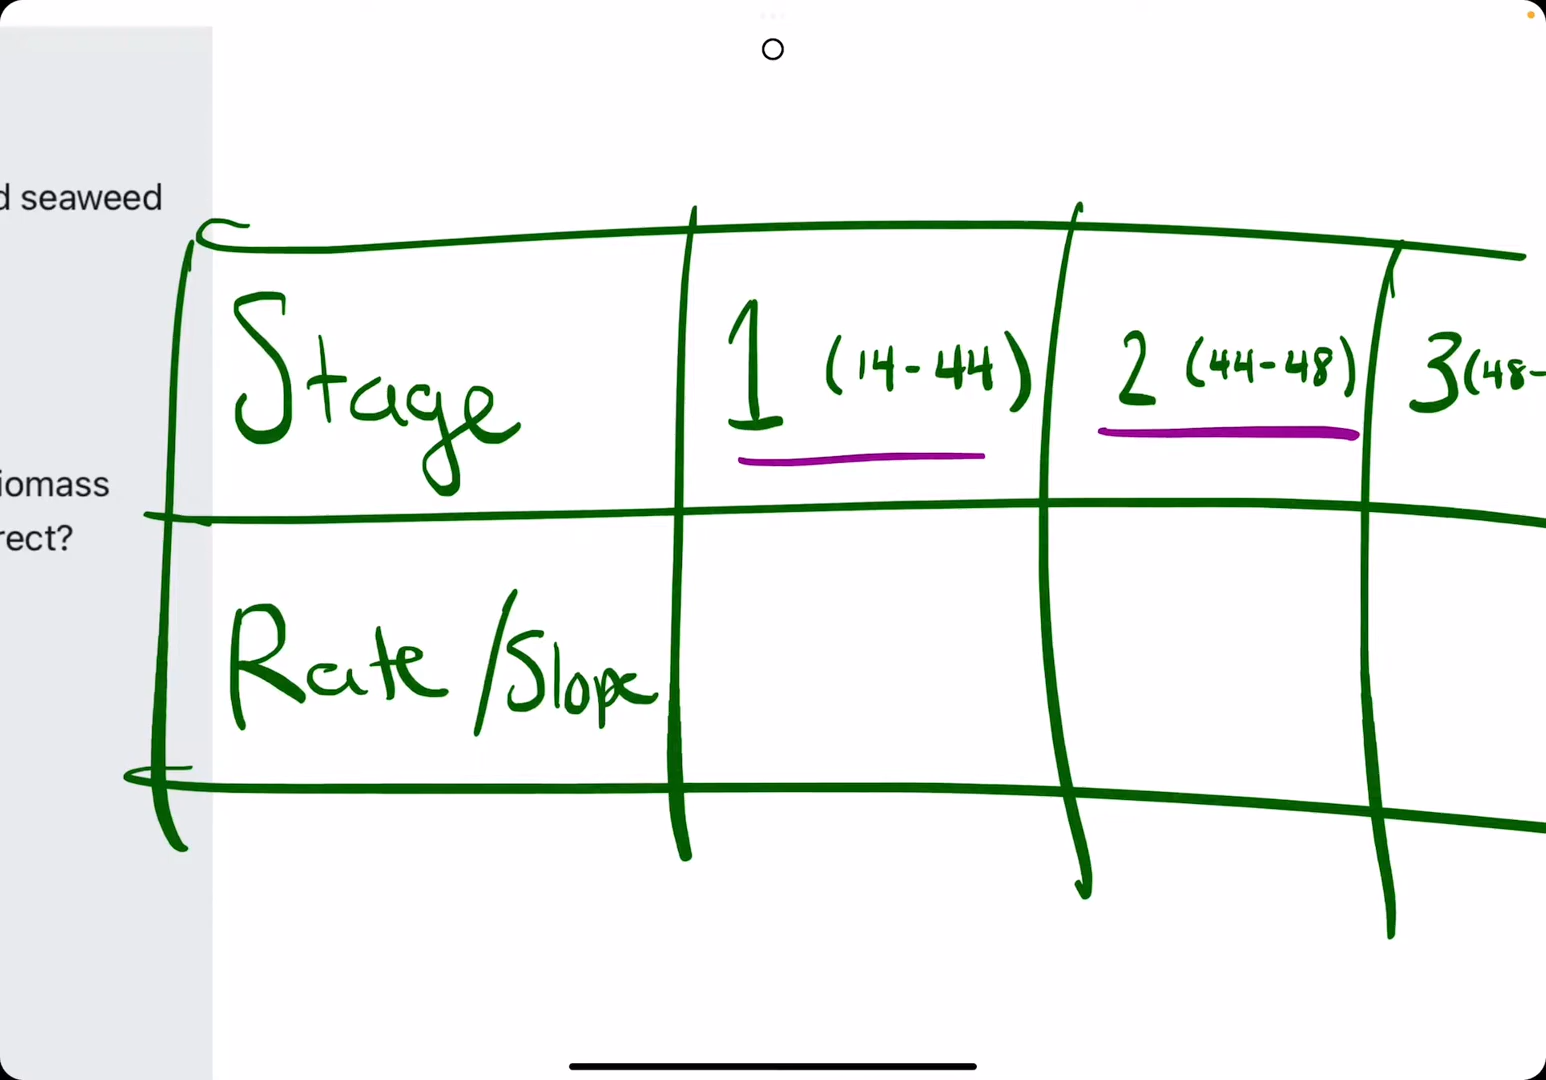 d seaweed
Stage 1 (14-44) 2 (44-48) 3 (48-
iomass
rect?
Rate/Slope